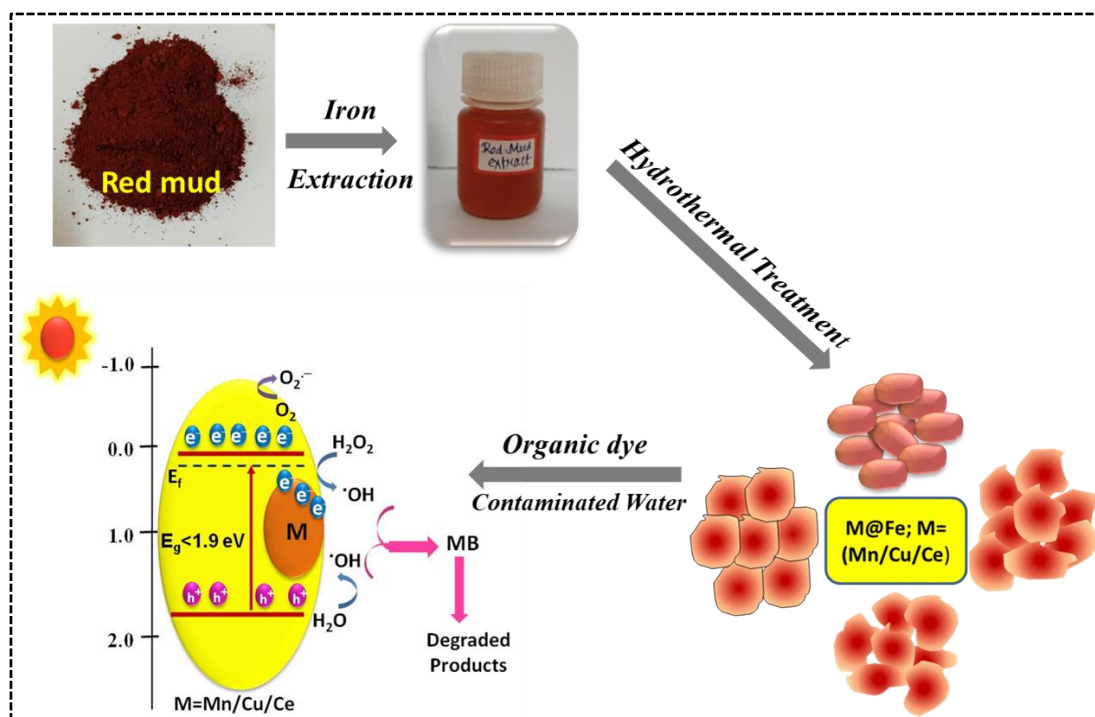 Red mud
Iron
Extraction
Red Mud
extract
Hydrothermal Treatment
-1.0
0.0
1.0
2.0
O₂·⁻
O₂
e⁻ e⁻ e⁻ e⁻ e⁻
H₂O₂
E_f
e⁻
e⁻
e⁻
·OH
M
E_g<1.9 eV
·OH
MB
h⁺ h⁺ h⁺ h⁺
H₂O
Degraded
Products
M=Mn/Cu/Ce
Organic dye
Contaminated Water
M@Fe; M=
(Mn/Cu/Ce)